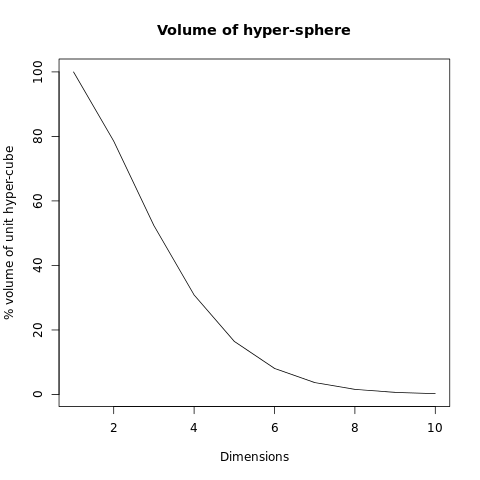 Volume of hyper-sphere
% volume of unit hyper-cube
100
80
60
40
20
0
2 4 6 8 10
Dimensions